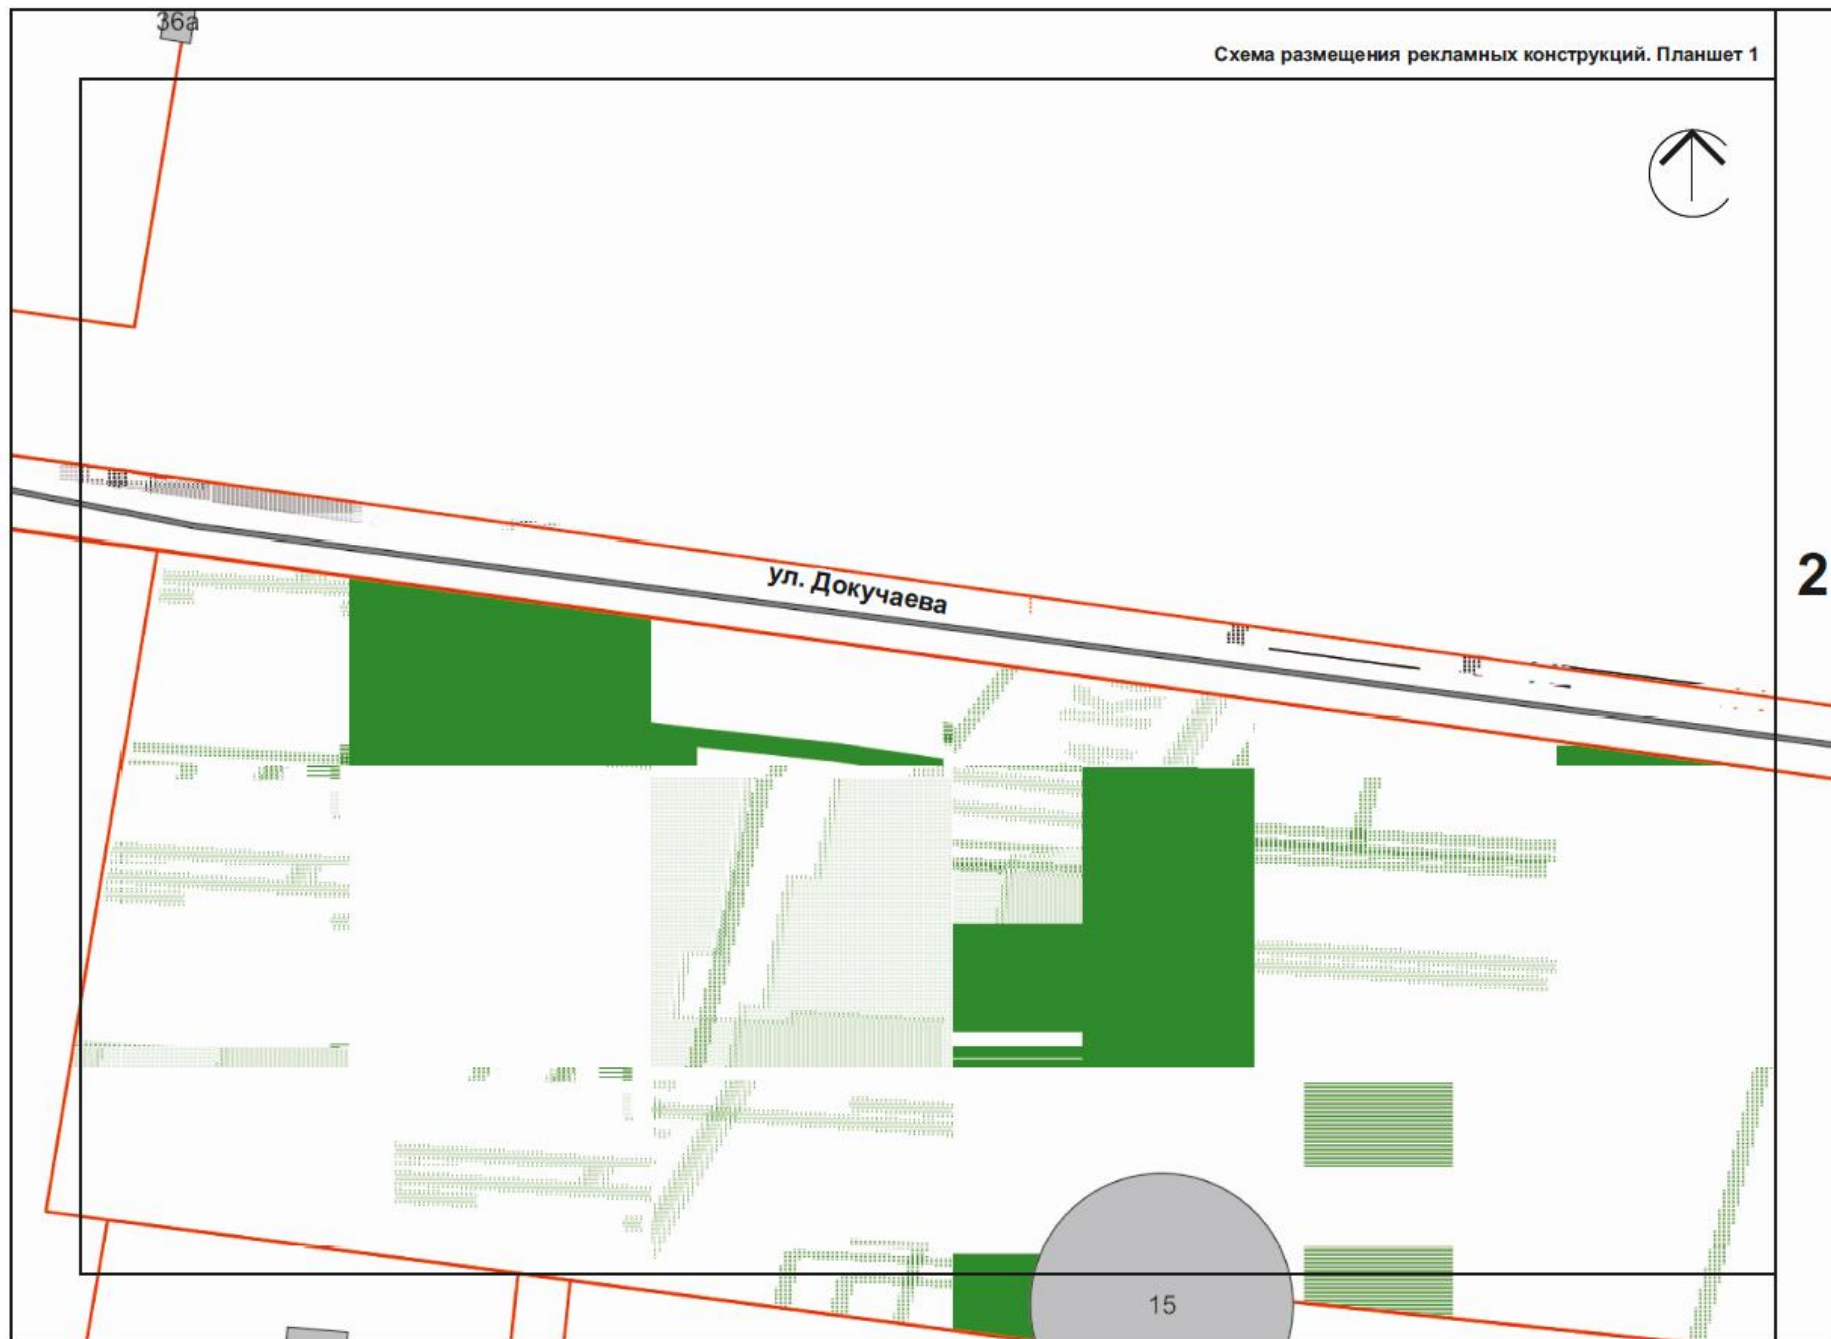 36а
Схема размещения рекламных конструкций. Планшет 1
2
ул. Докучаева
15